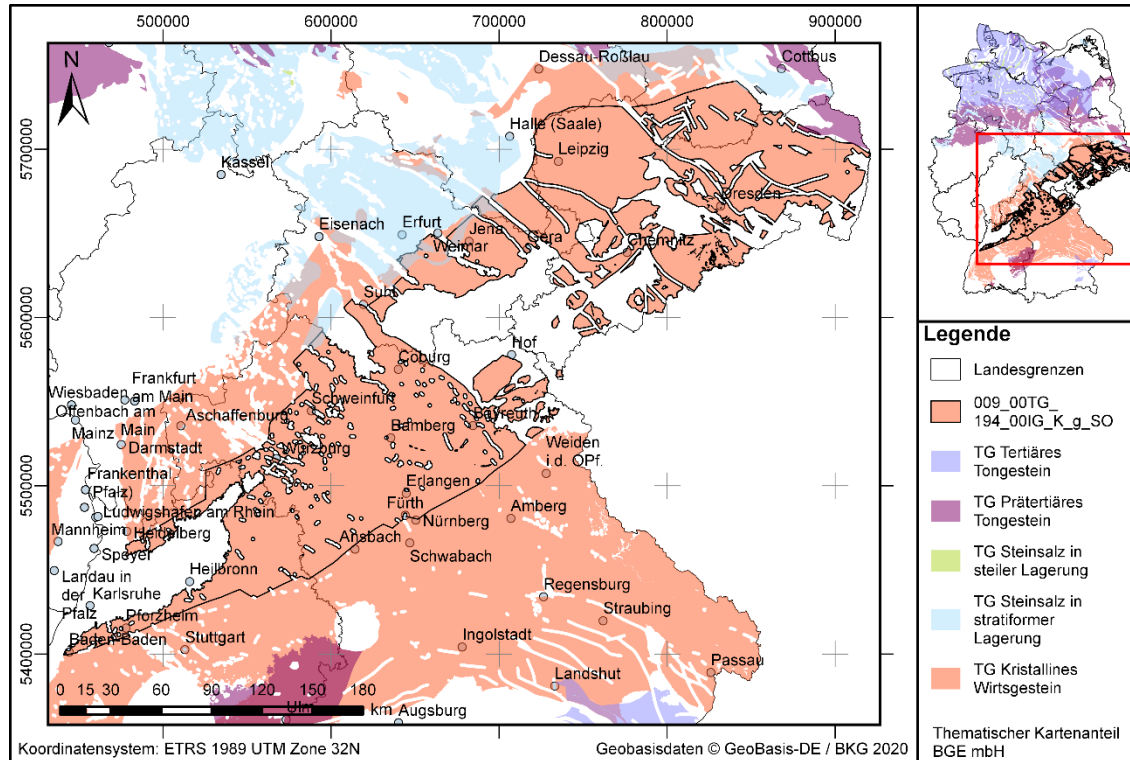 500000 600000 700000 800000 900000
N
Dessau-Roßlau
Cottbus
Halle (Saale)
5700000
Leipzig
Kassel
Dresden
Eisenach
Erfurt
Jena
Weimar
Gera
Chemnitz
Suhl
5600000
Hof
Coburg
Frankfurt
am Main
Wiesbaden
Schweinfurt
Offenbach am
Main
Aschaffenburg
Bayreuth
Mainz
Bamberg
Darmstadt
Würzburg
Weiden
i.d. OPf.
Frankenthal
(Pfalz)
Erlangen
5500000
Fürth
Ludwigshafen am Rhein
Nürnberg
Amberg
Mannheim
Heidelberg
Ansbach
Speyer
Schwabach
Heilbronn
Landau in
der
Pfalz
Karlsruhe
Regensburg
Pforzheim
Straubing
Baden-Baden
Stuttgart
Ingolstadt
5400000
Passau
Landshut
0 15 30 60 90 120 150 180
km
Ulm
Augsburg
Koordinatensystem: ETRS 1989 UTM Zone 32N
Geobasisdaten © GeoBasis-DE / BKG 2020
Legende
Landesgrenzen
009_00TG_
194_00IG_K_g_SO
TG Tertiäres
Tongestein
TG Prätertiäres
Tongestein
TG Steinsalz in
steiler Lagerung
TG Steinsalz in
stratiformer
Lagerung
TG Kristallines
Wirtsgestein
Thematischer Kartenanteil
BGE mbH